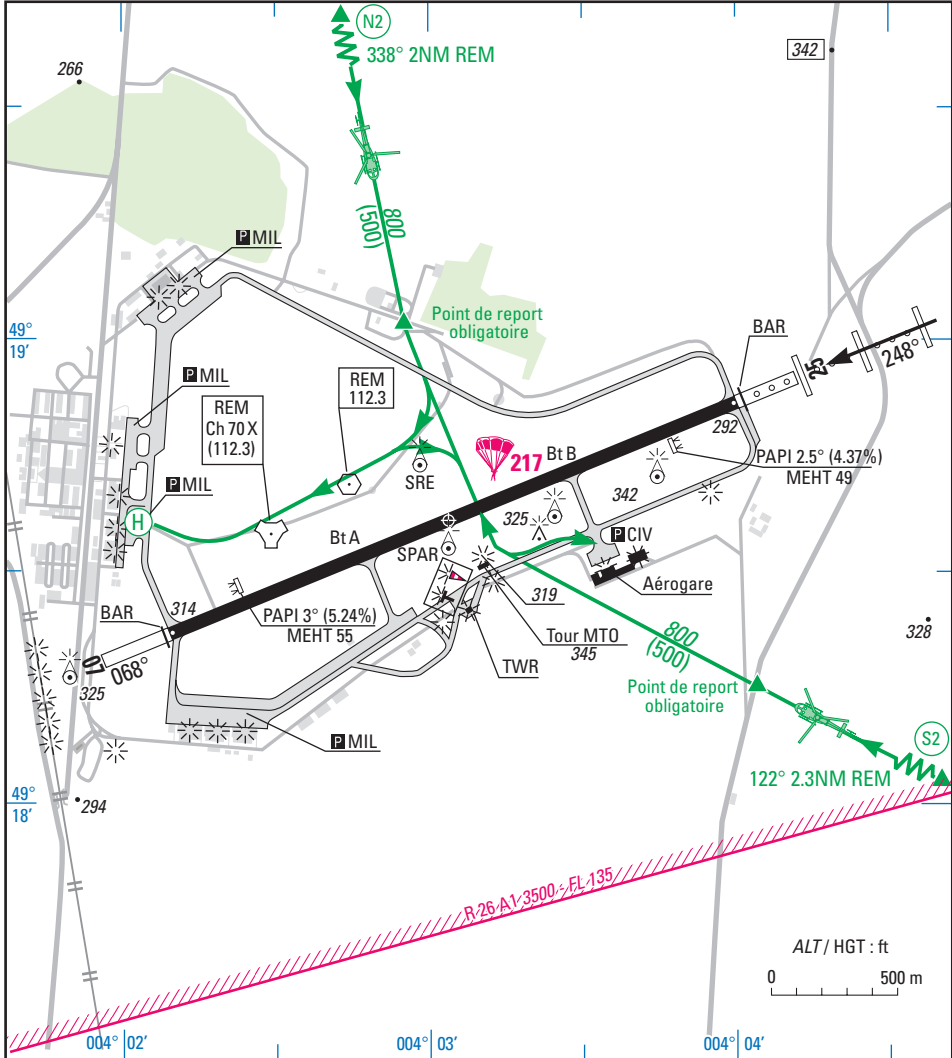 N2
338° 2NM REM
266
342
800
(500)
P MIL
Point de report
obligatoire
49°
19'
BAR
25
248°
P MIL
REM
112.3
REM
Ch 70 X
(112.3)
292
217
Bt B
PAPI 2.5° (4.37%)
MEHT 49
SRE
342
P MIL
H
325
Bt A
SPAR
P CIV
Aérogare
314
BAR
PAPI 3° (5.24%)
MEHT 55
319
328
Tour MTO
345
800
(500)
07
068°
325
TWR
Point de report
obligatoire
P MIL
S2
122° 2.3NM REM
49°
18'
294
R 26 A1 3500 - FL 135
ALT / HGT : ft
0 500 m
004° 02'
004° 03'
004° 04'